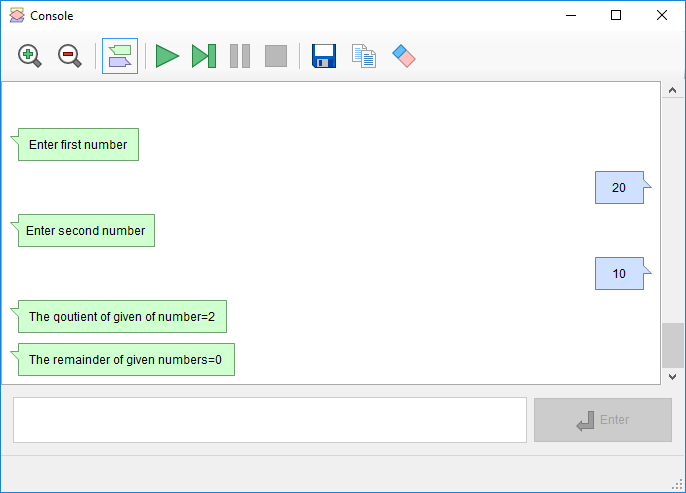 Console
Enter first number
20
Enter second number
10
The qoutient of given of number=2
The remainder of given numbers=0
Enter